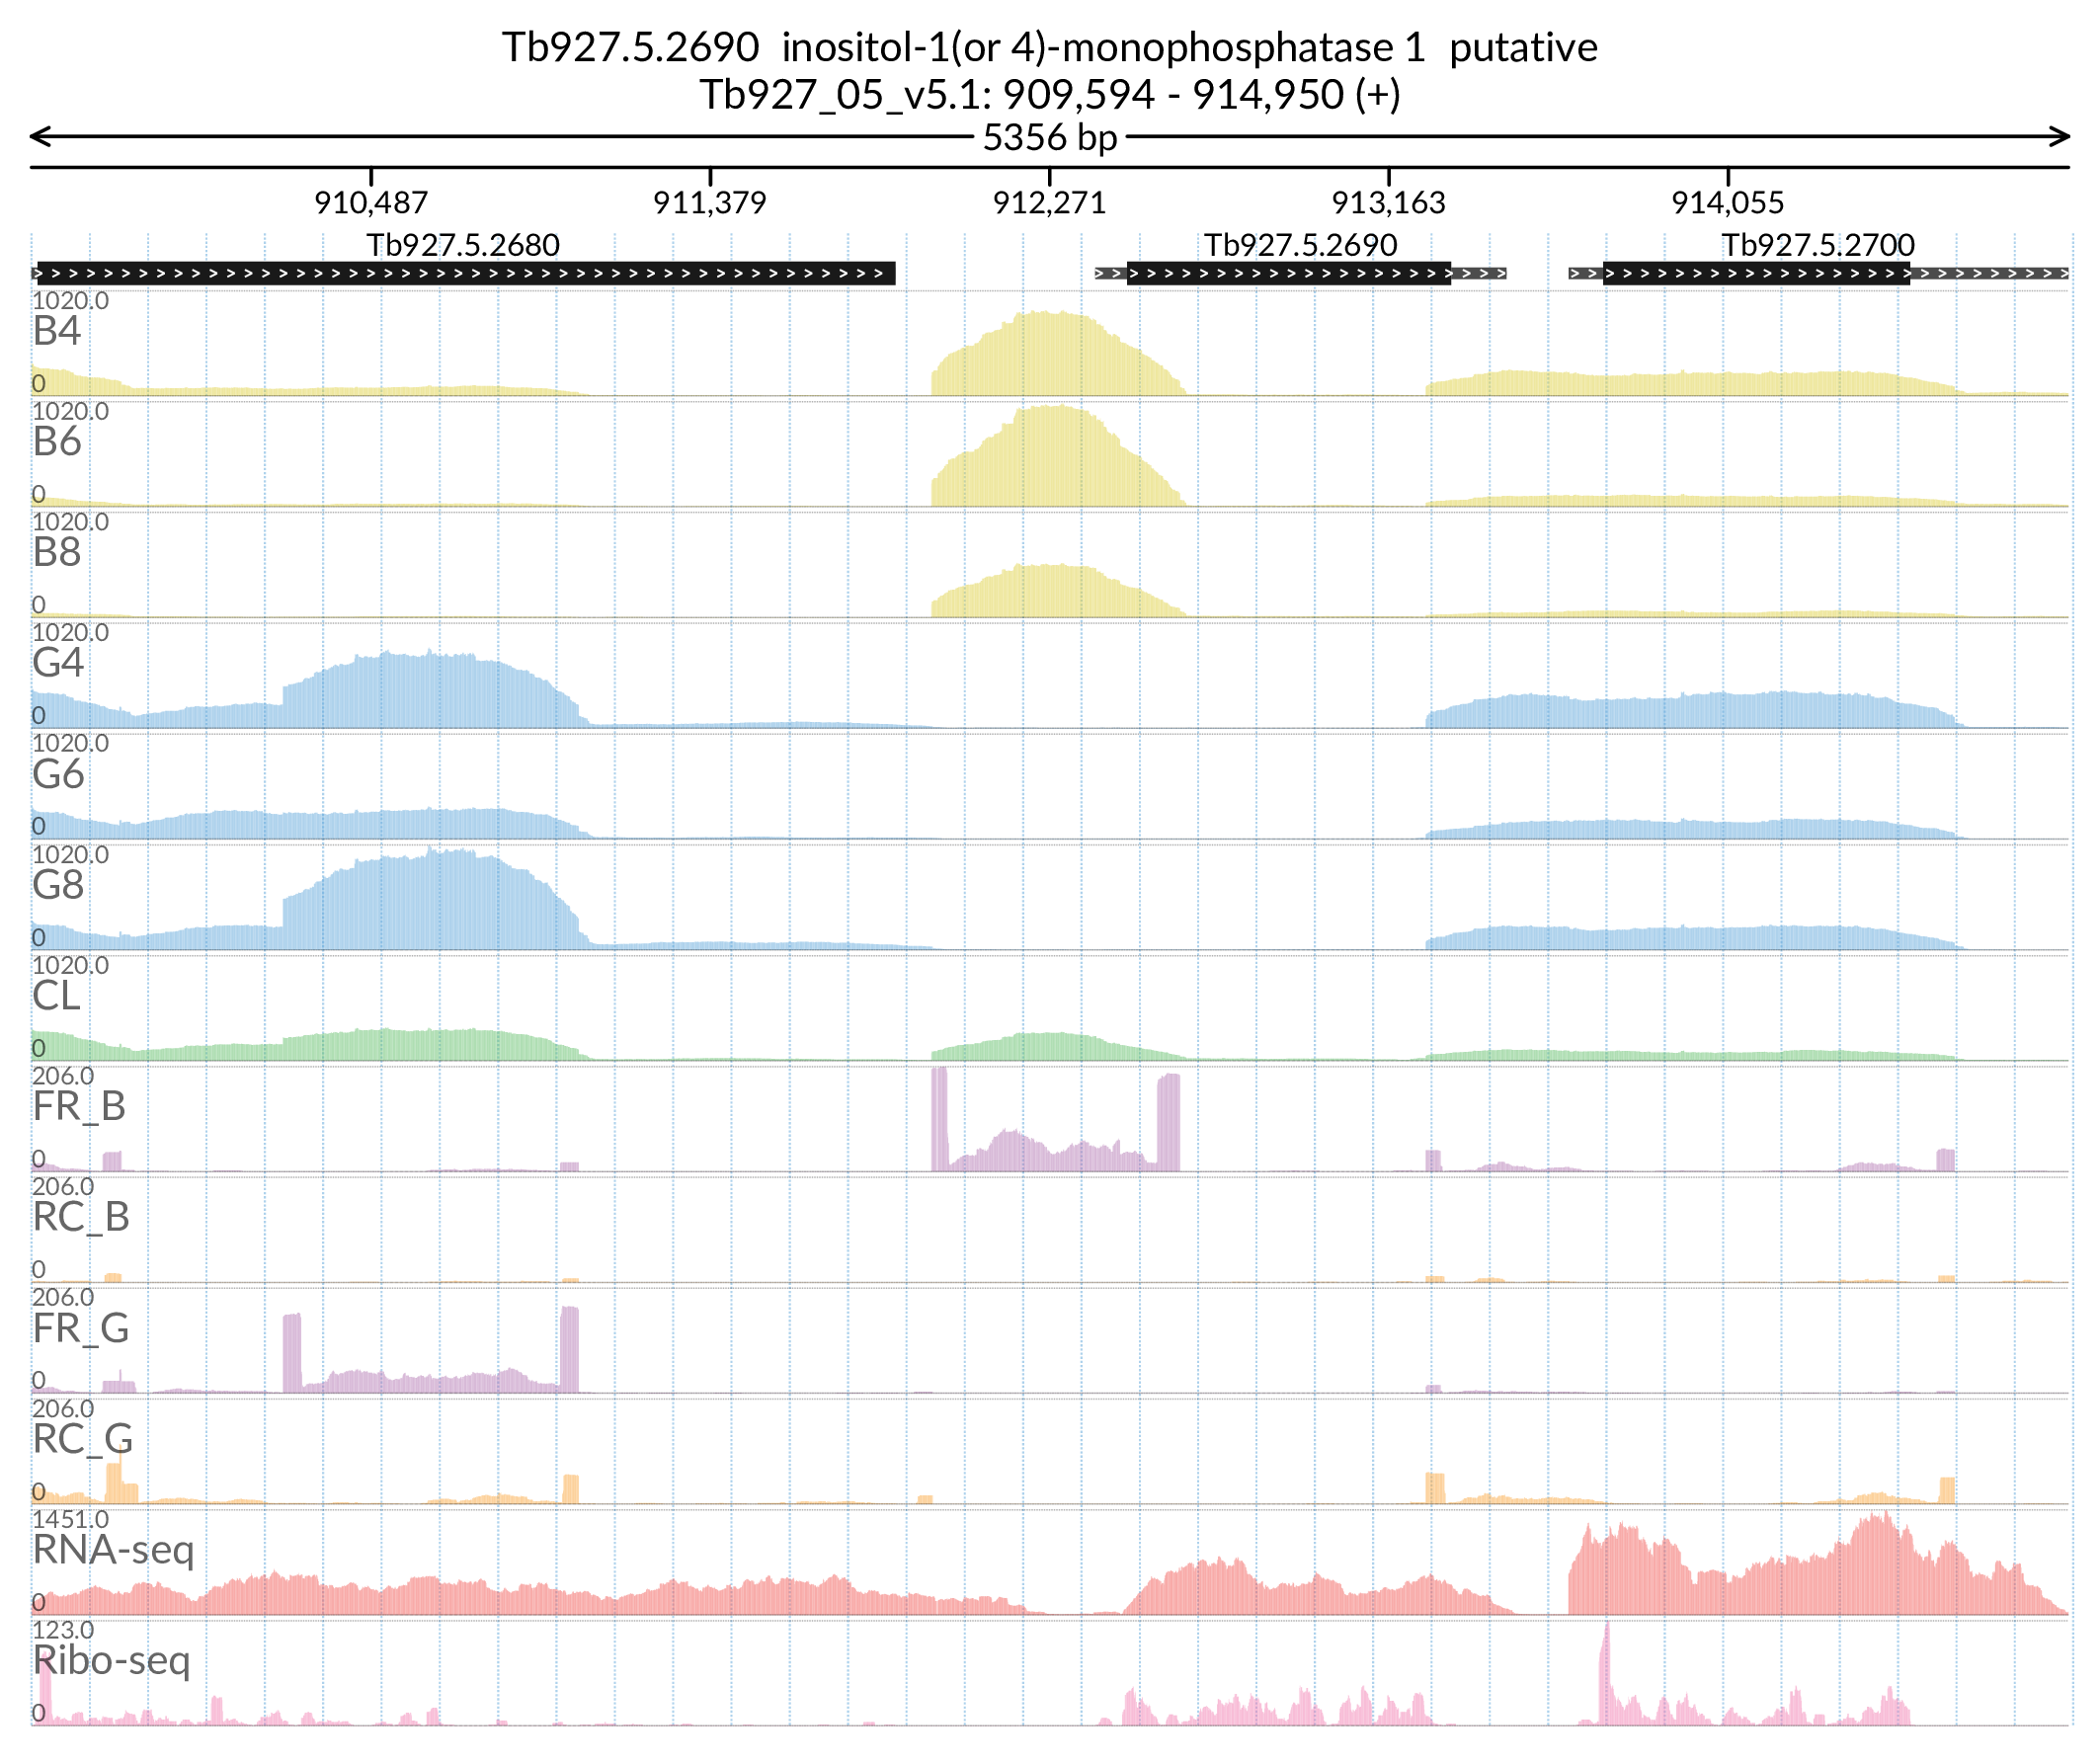 Tb927.5.2690 inositol-1(or 4)-monophosphatase 1 putative
Tb927_05_v5.1: 909,594 - 914,950 (+)
5356 bp
910,487 911,379 912,271 913,163 914,055
Tb927.5.2680 Tb927.5.2690 Tb927.5.2700
1020.0
B4
0
1020.0
B6
0
1020.0
B8
0
1020.0
G4
0
1020.0
G6
0
1020.0
G8
0
1020.0
CL
0
206.0
FR_B
0
206.0
RC_B
0
206.0
FR_G
0
206.0
RC_G
0
1451.0
RNA-seq
0
123.0
Ribo-seq
0